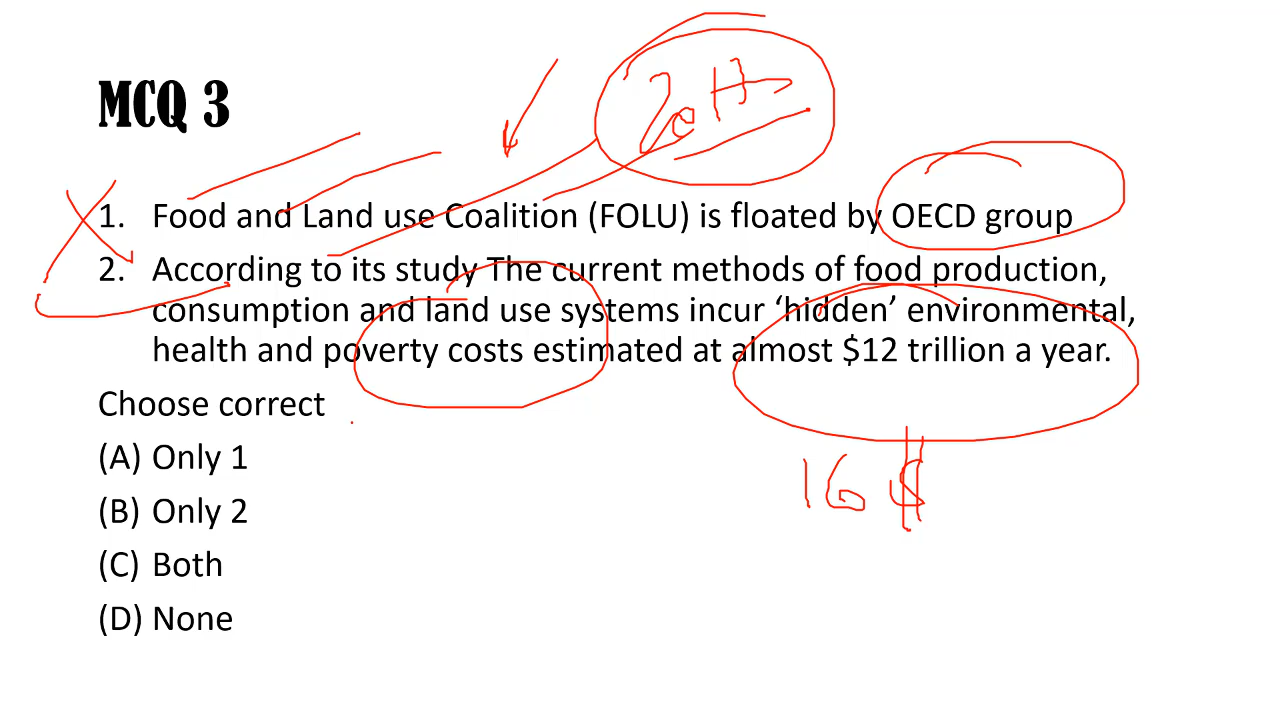 MCQ 3
1. Food and Land use Coalition (FOLU) is floated by OECD group
2. According to its study The current methods of food production,
consumption and land use systems incur ‘hidden’ environmental,
health and poverty costs estimated at almost $12 trillion a year.
Choose correct
(A) Only 1
(B) Only 2
(C) Both
(D) None
16 $